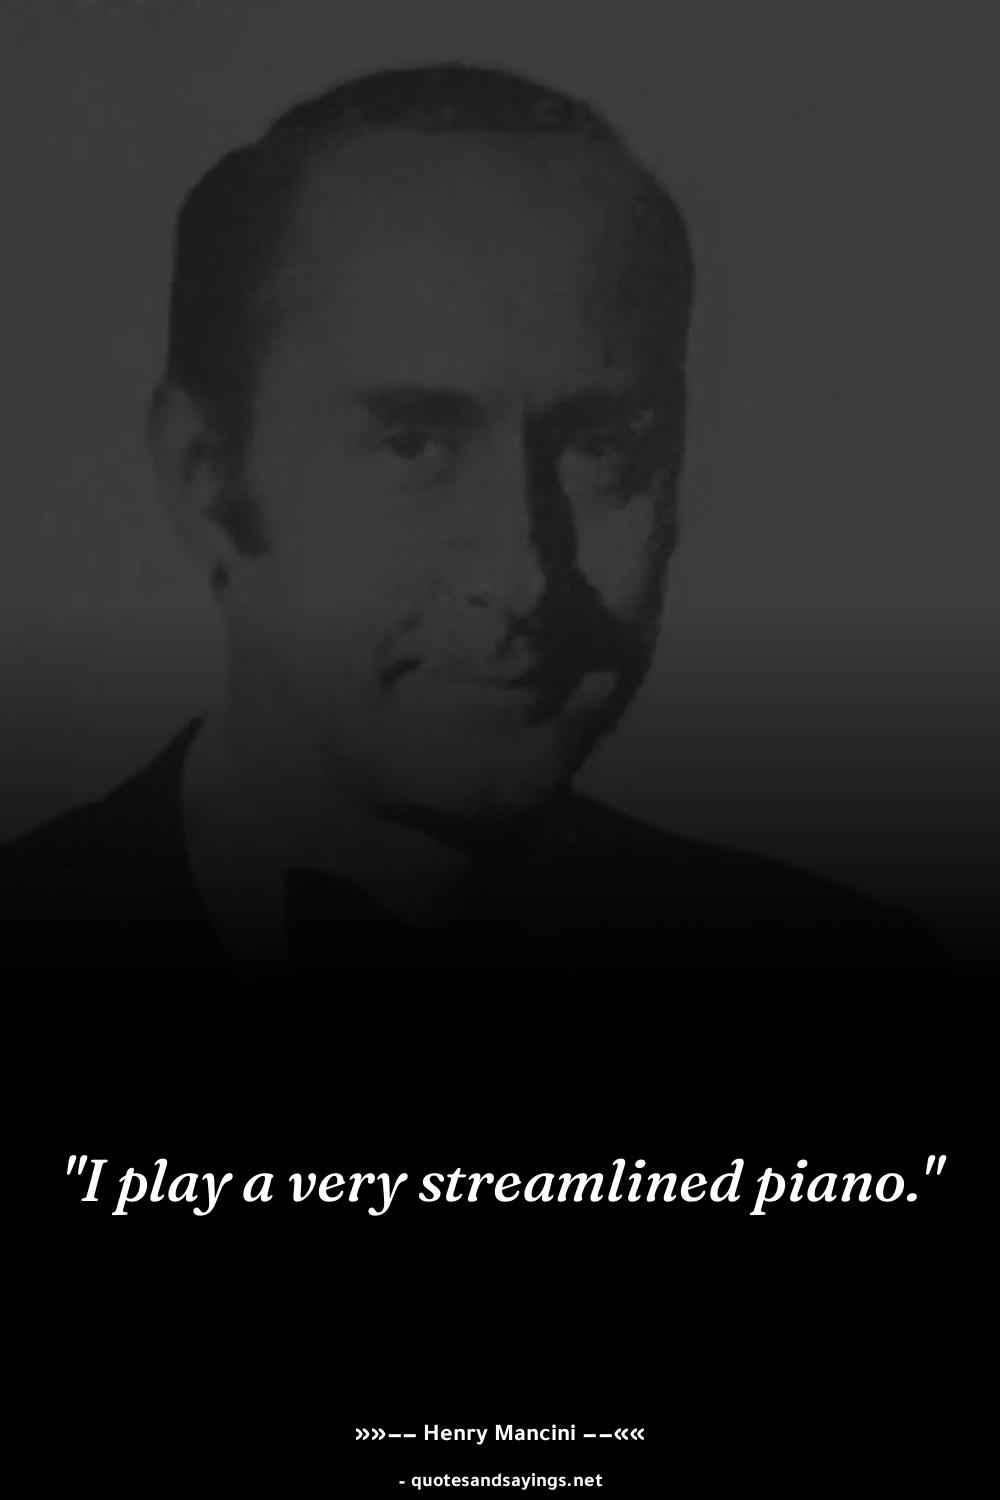 "I play a very streamlined piano."
»»−− Henry Mancini −−««
- quotesandsayings.net